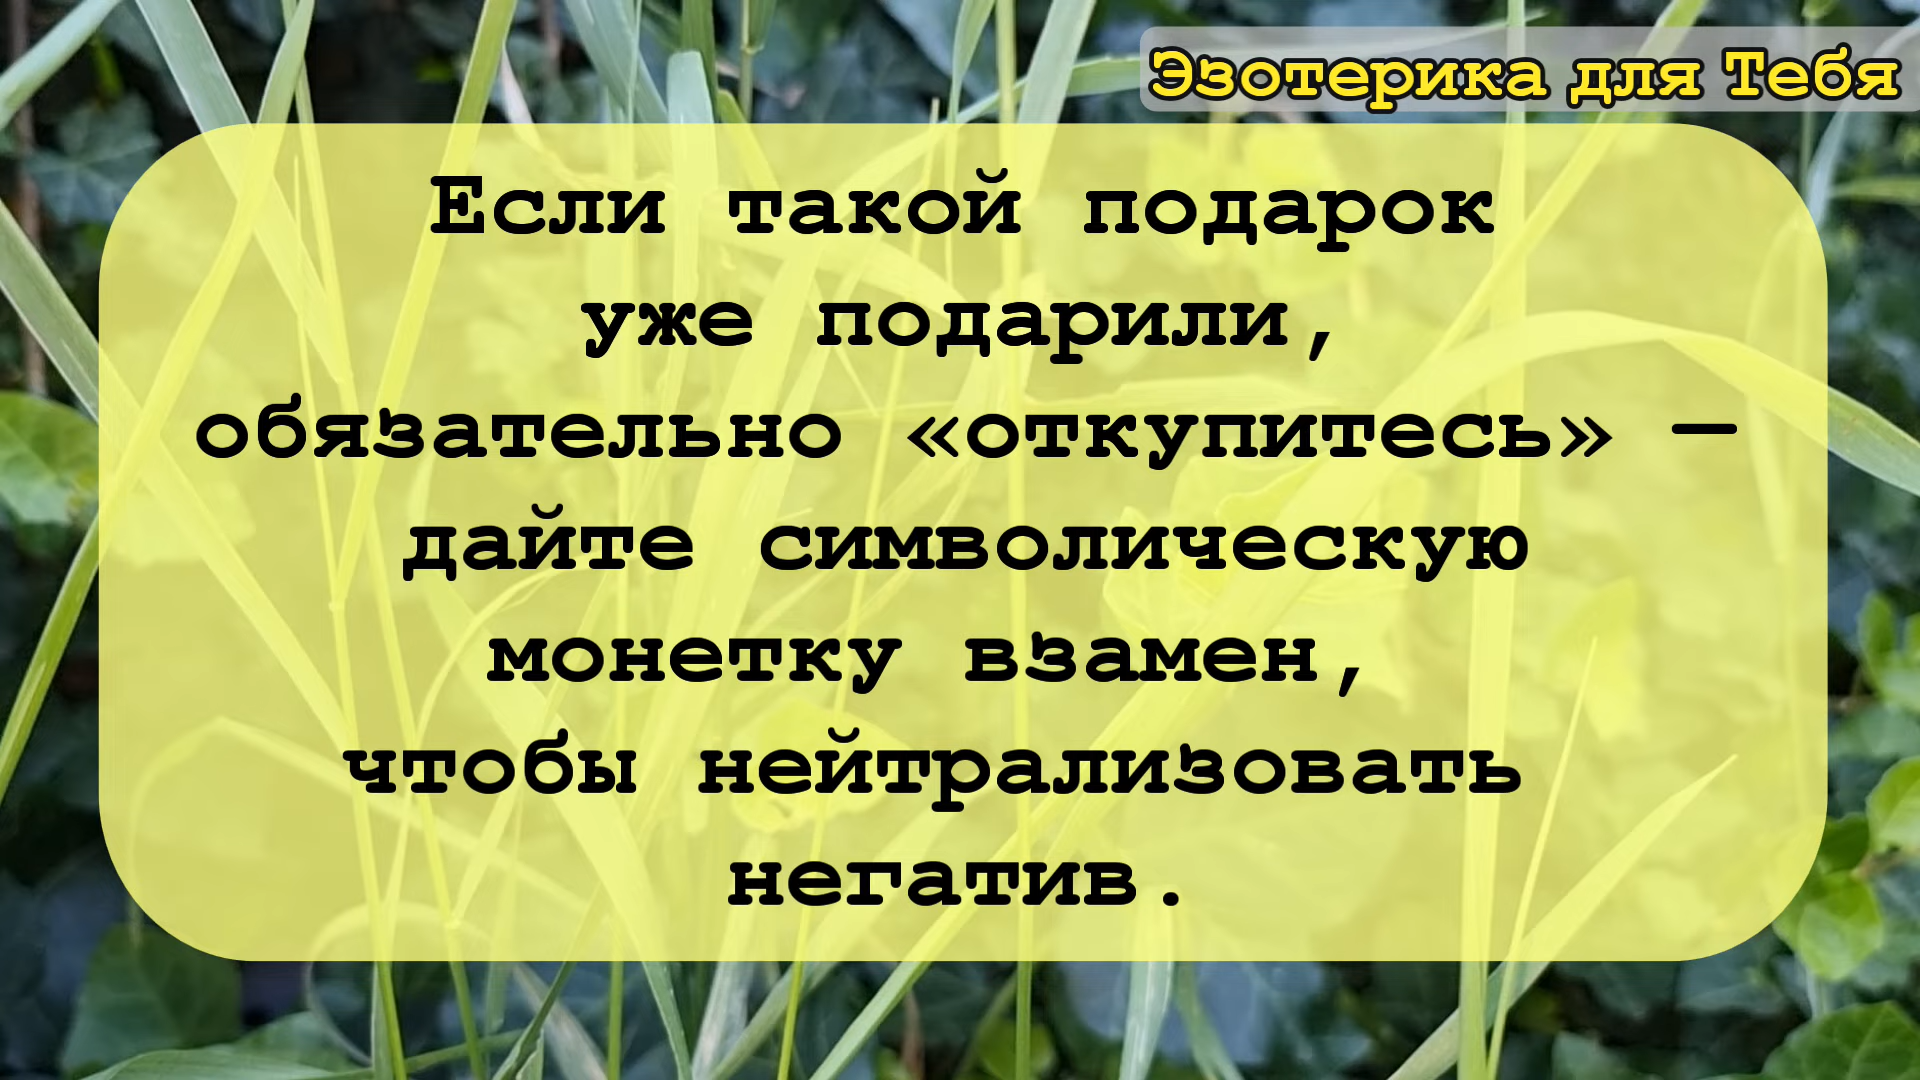 Эзотерика для Тебя
Если такой подарок
уже подарили,
обязательно «откупитесь» —
дайте символическую
монетку взамен,
чтобы нейтрализовать
негатив.